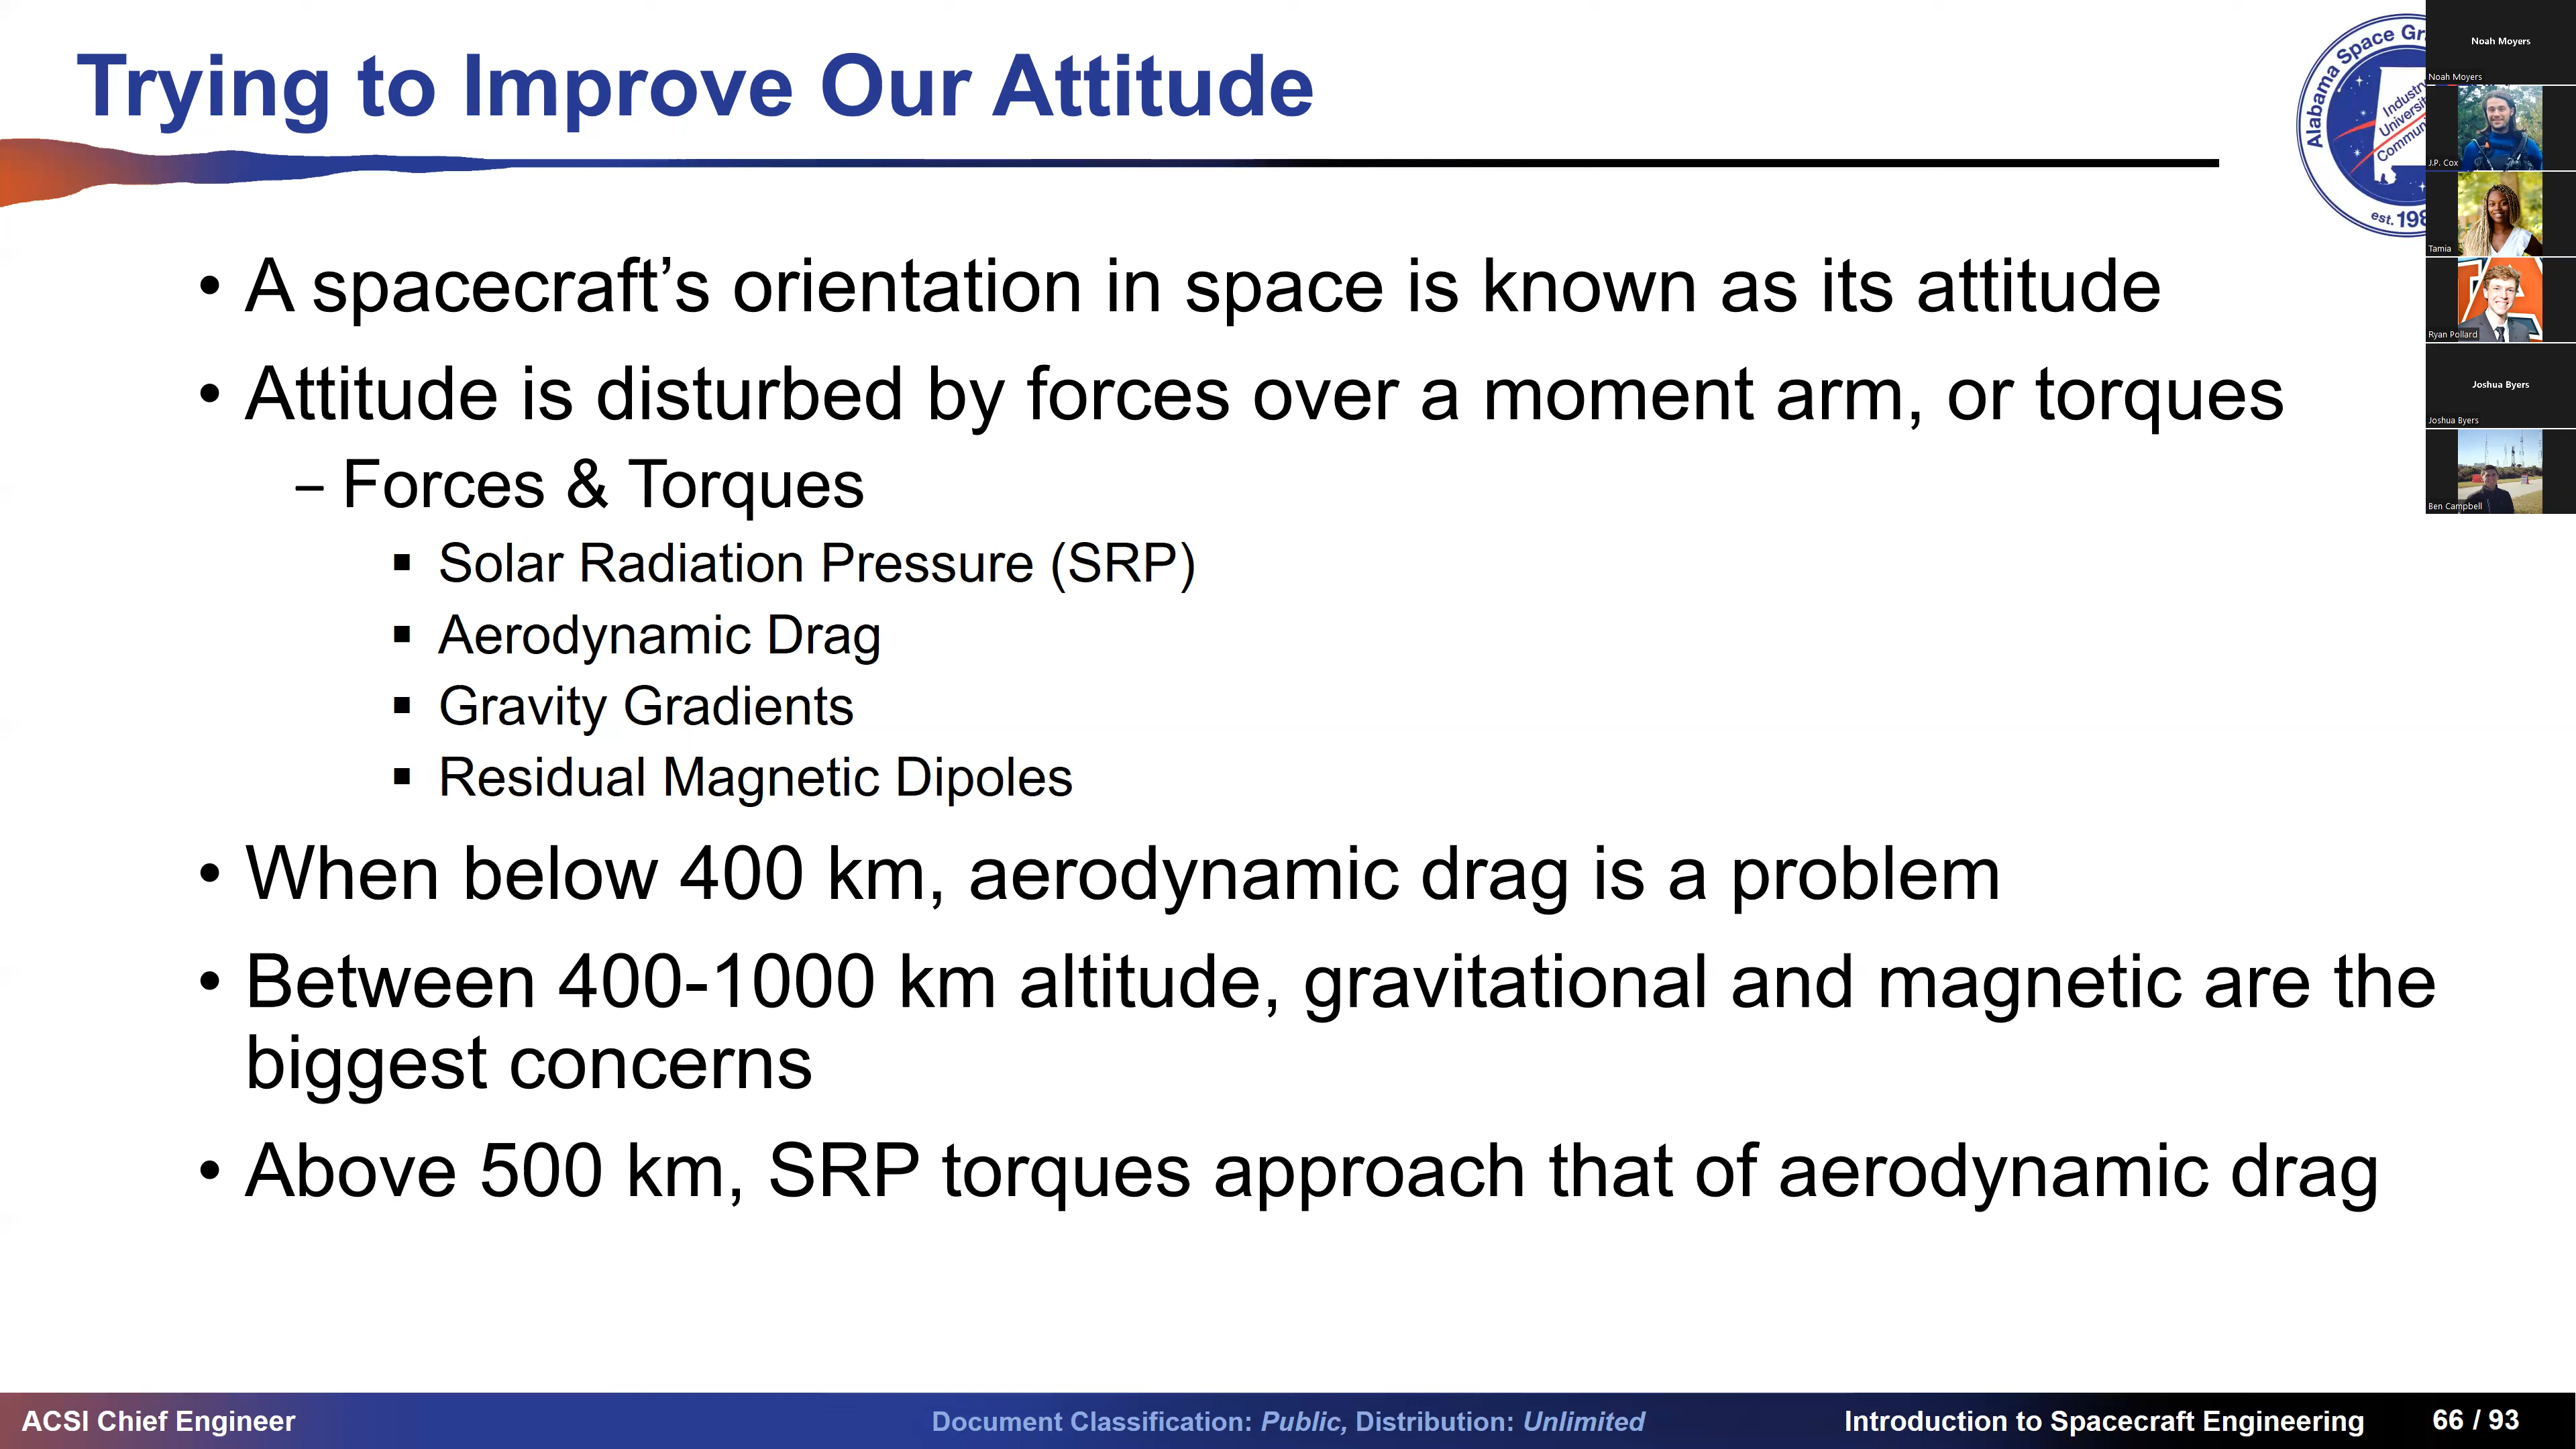 Trying to Improve Our Attitude
Alabama Space
Industry
est. 198
• A spacecraft’s orientation in space is known as its attitude
• Attitude is disturbed by forces over a moment arm, or torques
– Forces & Torques
▪ Solar Radiation Pressure (SRP)
▪ Aerodynamic Drag
▪ Gravity Gradients
▪ Residual Magnetic Dipoles
• When below 400 km, aerodynamic drag is a problem
• Between 400-1000 km altitude, gravitational and magnetic are the
biggest concerns
• Above 500 km, SRP torques approach that of aerodynamic drag
Noah Moyers
Noah Moyers
J.P. Cox
Tamia
Ryan Pollard
Joshua Byers
Joshua Byers
Ben Campbell
ACSI Chief Engineer
Document Classification: Public, Distribution: Unlimited
Introduction to Spacecraft Engineering
66 / 93